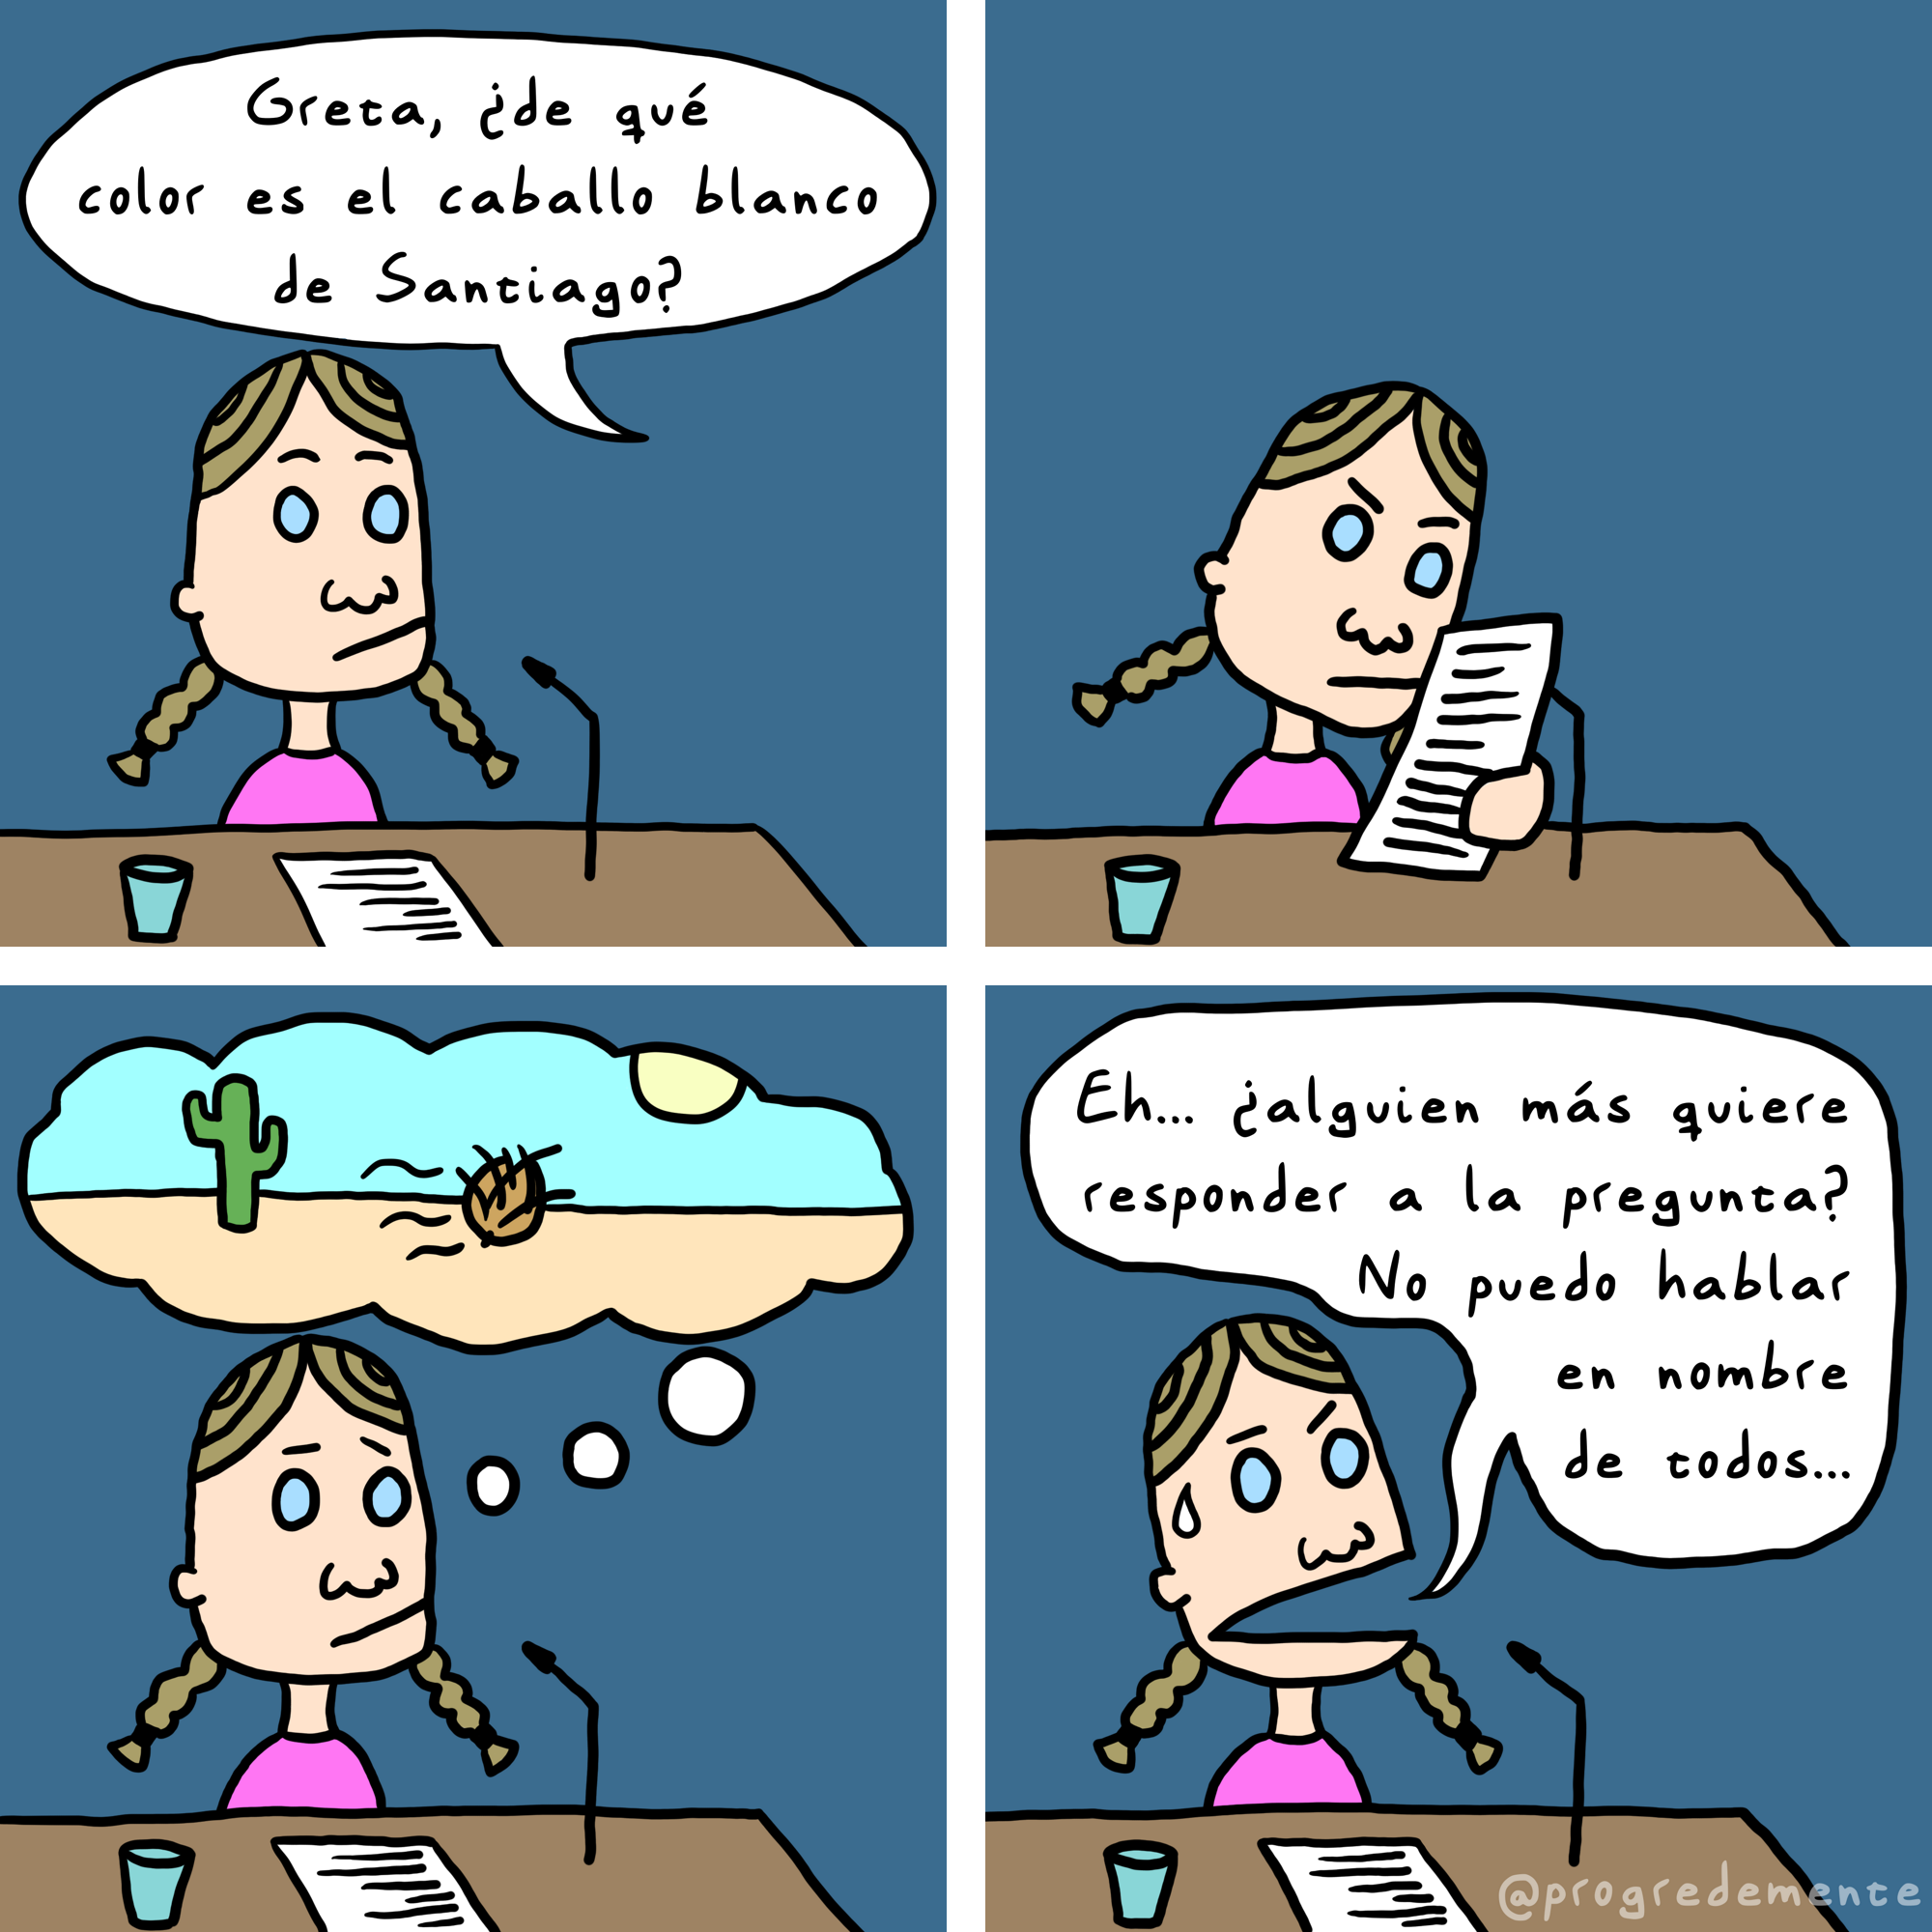 Greta, ¿de qué
color es el caballo blanco
de Santiago?
Eh... ¿alguien más quiere
responder a la pregunta?
No puedo hablar
en nombre
de todos...
@progredemente